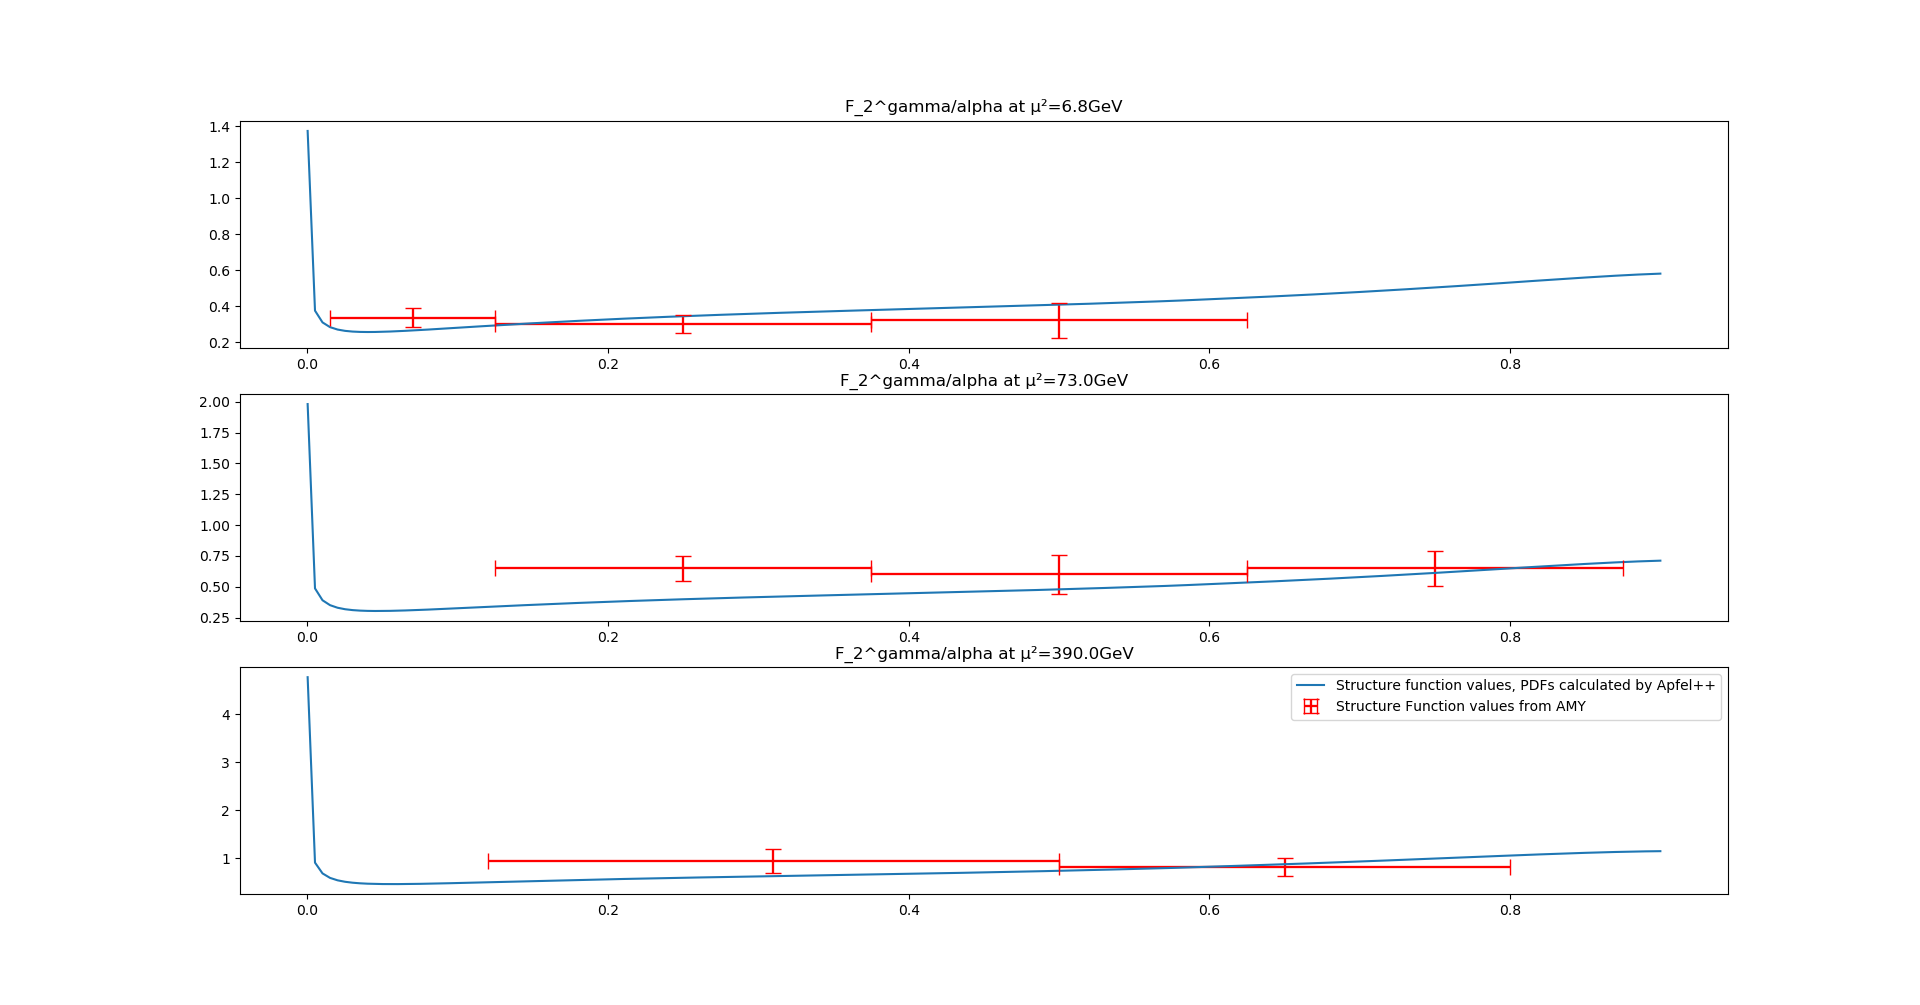 F_2^gamma/alpha at μ²=6.8GeV
1.4
1.2
1.0
0.8
0.6
0.4
0.2
0.0 0.2 0.4 0.6 0.8
F_2^gamma/alpha at μ²=73.0GeV
2.00
1.75
1.50
1.25
1.00
0.75
0.50
0.25
0.0 0.2 0.4 0.6 0.8
F_2^gamma/alpha at μ²=390.0GeV
Structure function values, PDFs calculated by Apfel++
Structure Function values from AMY
4
3
2
1
0.0 0.2 0.4 0.6 0.8